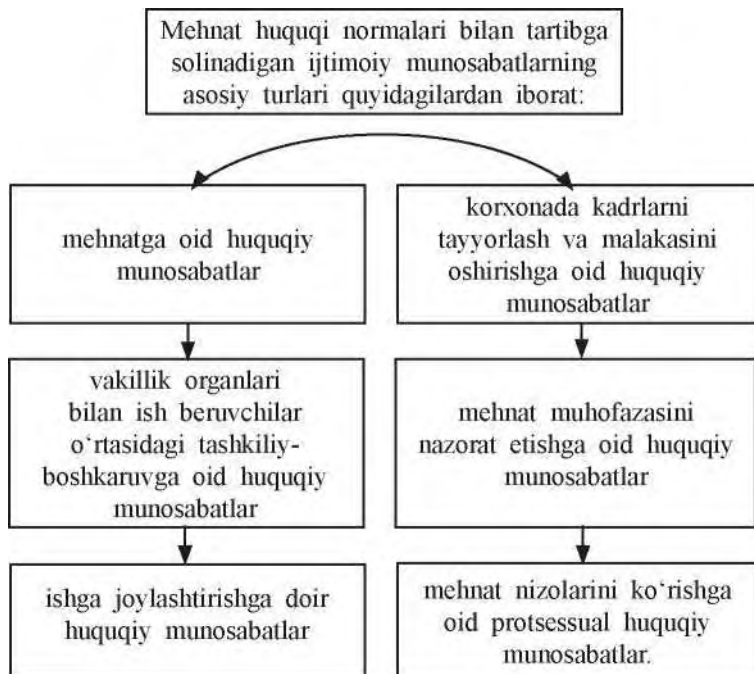 Mehnat huquqi normalari bilan tartibga
solinadigan ijtimoiy munosabatlarning
asosiy turlari quyidagilardan iborat:
mehnatga oid huquqiy
munosabatlar
vakillik organlari
bilan ish beruvchilar
o‘rtasidagi tashkiliy-
boshkaruvga oid huquqiy
munosabatlar
ishga joylashtirishga doir
huquqiy munosabatlar
korxonada kadrlarni
tayyorlash va malakasini
oshirishga oid huquqiy
munosabatlar
mehnat muhofazasini
nazorat etishga oid huquqiy
munosabatlar
mehnat nizolarini ko‘rishga
oid protsessual huquqiy
munosabatlar.